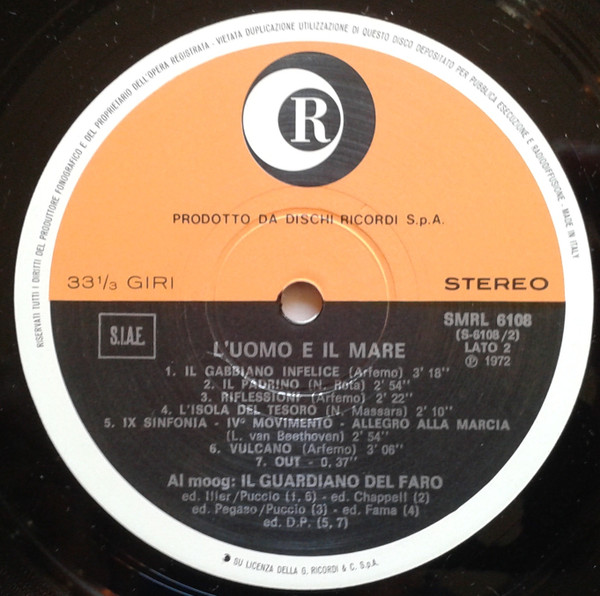 RISERVATI TUTTI I DIRITTI DEL PRODUTTORE FONOGRAFICO E DEL PROPRIETARIO DELL'OPERA REGISTRATA - VIETATA DUPLICAZIONE UTILIZZAZIONE DI QUESTO DISCO DEPOSITATO PER PUBBLICA ESECUZIONE E RADIODIFFUSIONE - MADE IN ITALY
R
PRODOTTO DA DISCHI RICORDI S.p.A.
33 1/3 GIRI
STEREO
S.I.A.E.
SMRL 6108
(S-6108/2)
LATO 2
Ⓟ 1972
L'UOMO E IL MARE
1. IL GABBIANO INFELICE (Arfemo) 3' 18"
2. IL PADRINO (N. Rota) 2' 54"
3. RIFLESSIONI (Arfemo) 2' 22"
4. L'ISOLA DEL TESORO (N. Massara) 2' 10"
5. IX SINFONIA - IVº MOVIMENTO - ALLEGRO ALLA MARCIA
(L. van Beethoven) 2' 54"
6. VULCANO (Arfemo) 3' 06"
7. OUT - 0. 37"
Al moog: IL GUARDIANO DEL FARO
ed. Iller/Puccio (1, 6) - ed. Chappell (2)
ed. Pegaso/Puccio (3) - ed. Fama (4)
ed. D.P. (5, 7)
SU LICENZA DELLA G. RICORDI & C. S.p.A.